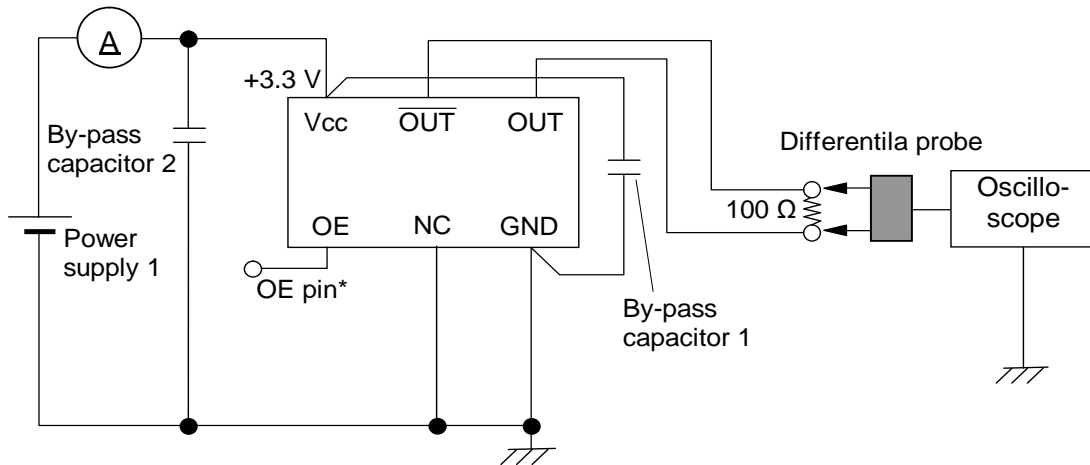 A
+3.3 V
Vcc
OUT
OUT
By-pass
capacitor 2
Differentila probe
Oscillo-
scope
100 Ω
OE
NC
GND
Power
supply 1
OE pin*
By-pass
capacitor 1